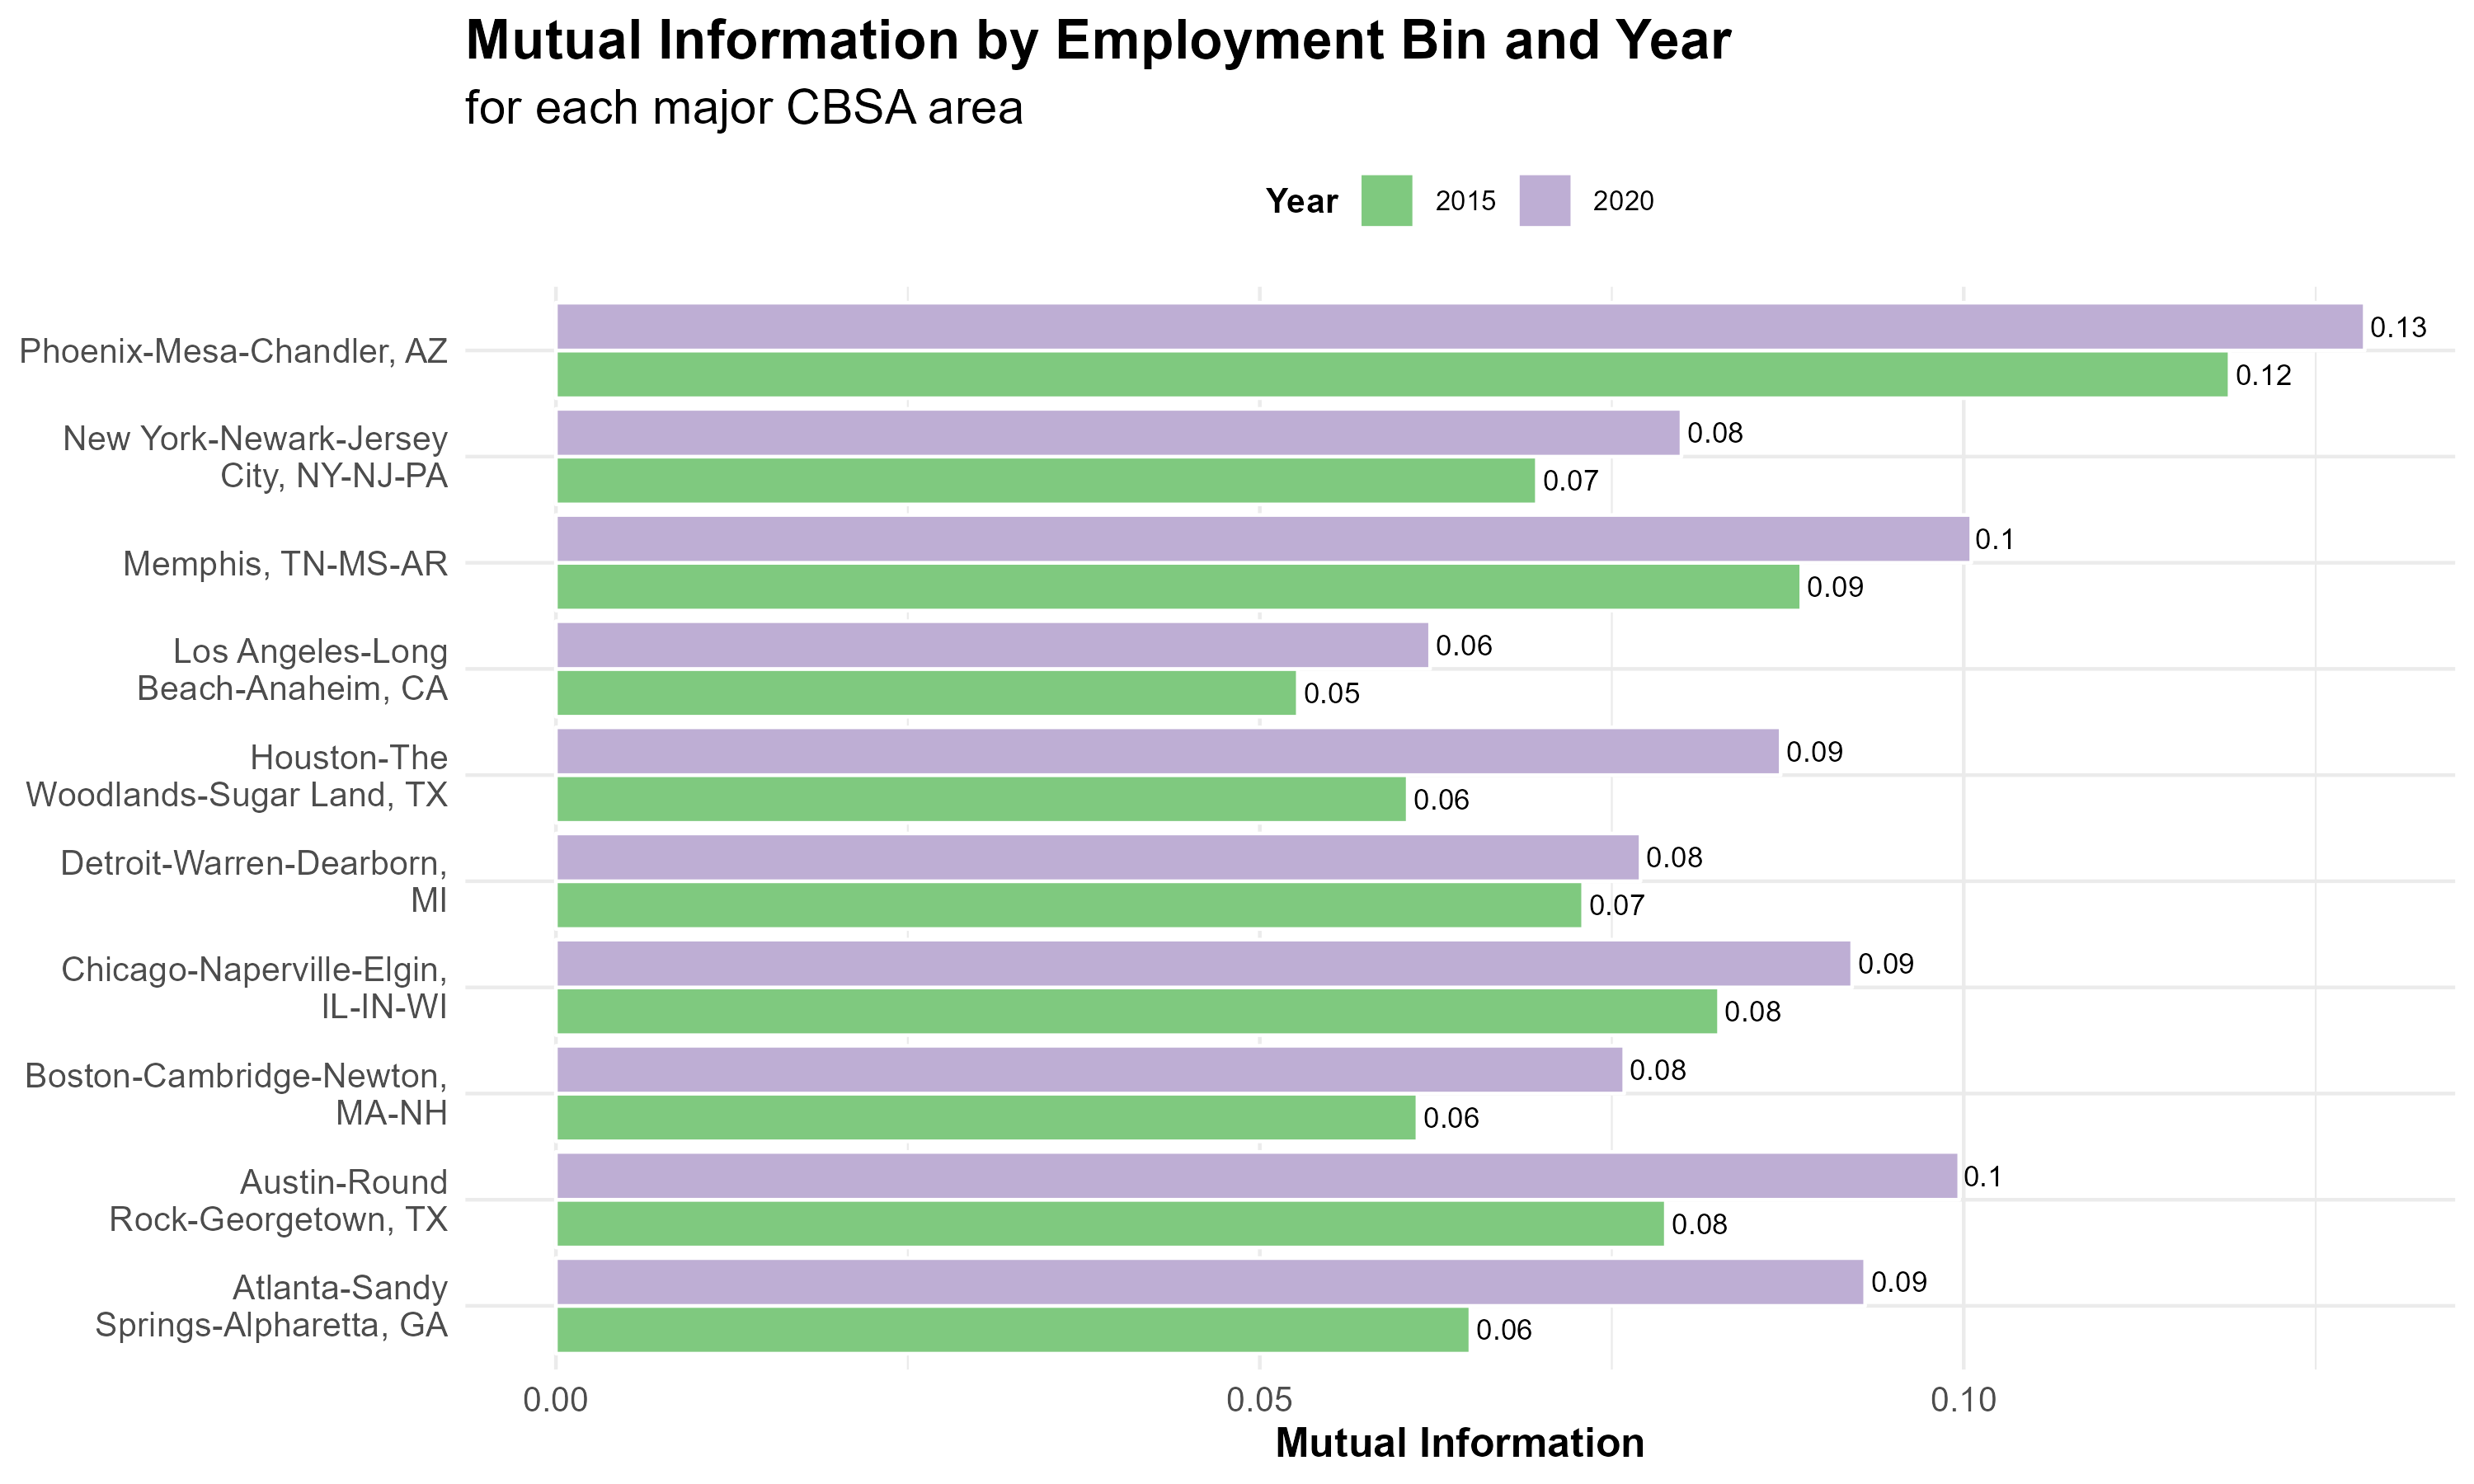 Mutual Information by Employment Bin and Year
for each major CBSA area
Year 2015 2020
Phoenix-Mesa-Chandler, AZ
0.13
0.12
New York-Newark-Jersey
City, NY-NJ-PA
0.08
0.07
Memphis, TN-MS-AR
0.1
0.09
Los Angeles-Long
Beach-Anaheim, CA
0.06
0.05
Houston-The
Woodlands-Sugar Land, TX
0.09
0.06
Detroit-Warren-Dearborn,
MI
0.08
0.07
Chicago-Naperville-Elgin,
IL-IN-WI
0.09
0.08
Boston-Cambridge-Newton,
MA-NH
0.08
0.06
Austin-Round
Rock-Georgetown, TX
0.1
0.08
Atlanta-Sandy
Springs-Alpharetta, GA
0.09
0.06
0.00 0.05 0.10
Mutual Information